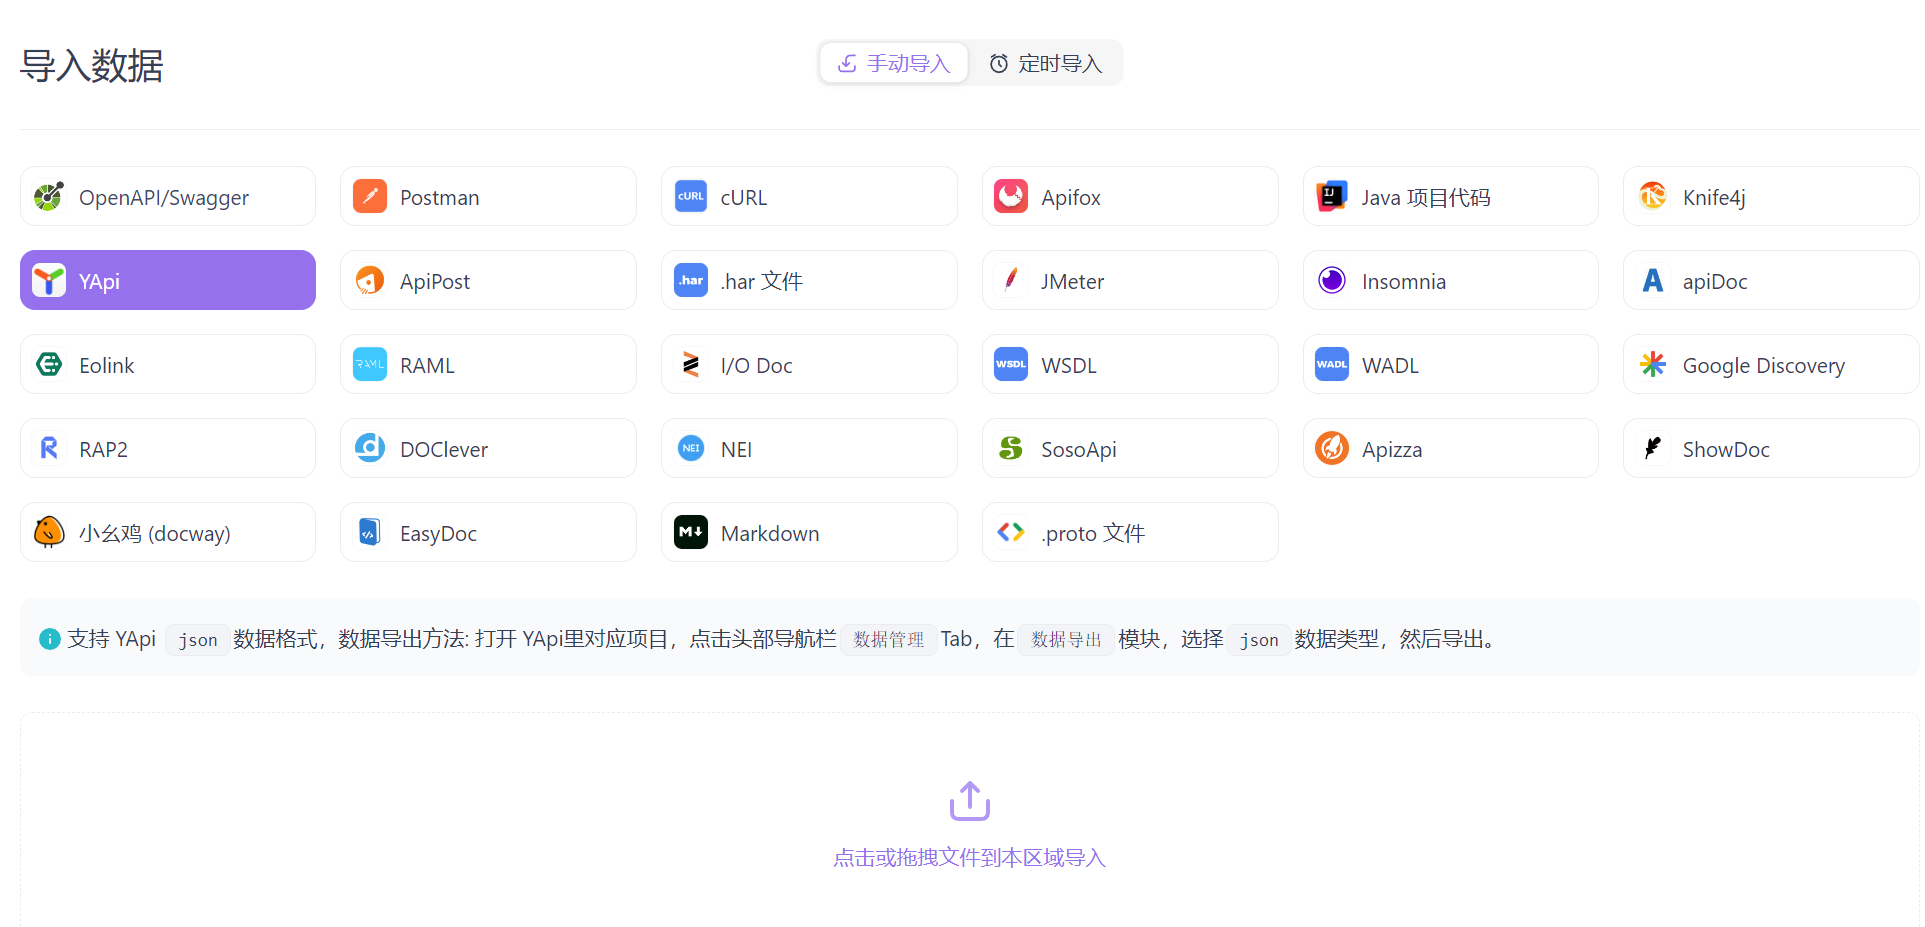 导入数据
手动导入 定时导入
OpenAPI/Swagger Postman cURL Apifox Java 项目代码 Knife4j
YApi ApiPost .har 文件 JMeter Insomnia apiDoc
Eolink RAML I/O Doc WSDL WADL Google Discovery
RAP2 DOClever NEI SosoApi Apizza ShowDoc
小幺鸡 (docway) EasyDoc Markdown .proto 文件
支持 YApi json 数据格式，数据导出方法: 打开 YApi里对应项目，点击头部导航栏 数据管理 Tab，在 数据导出 模块，选择 json 数据类型，然后导出。
点击或拖拽文件到本区域导入